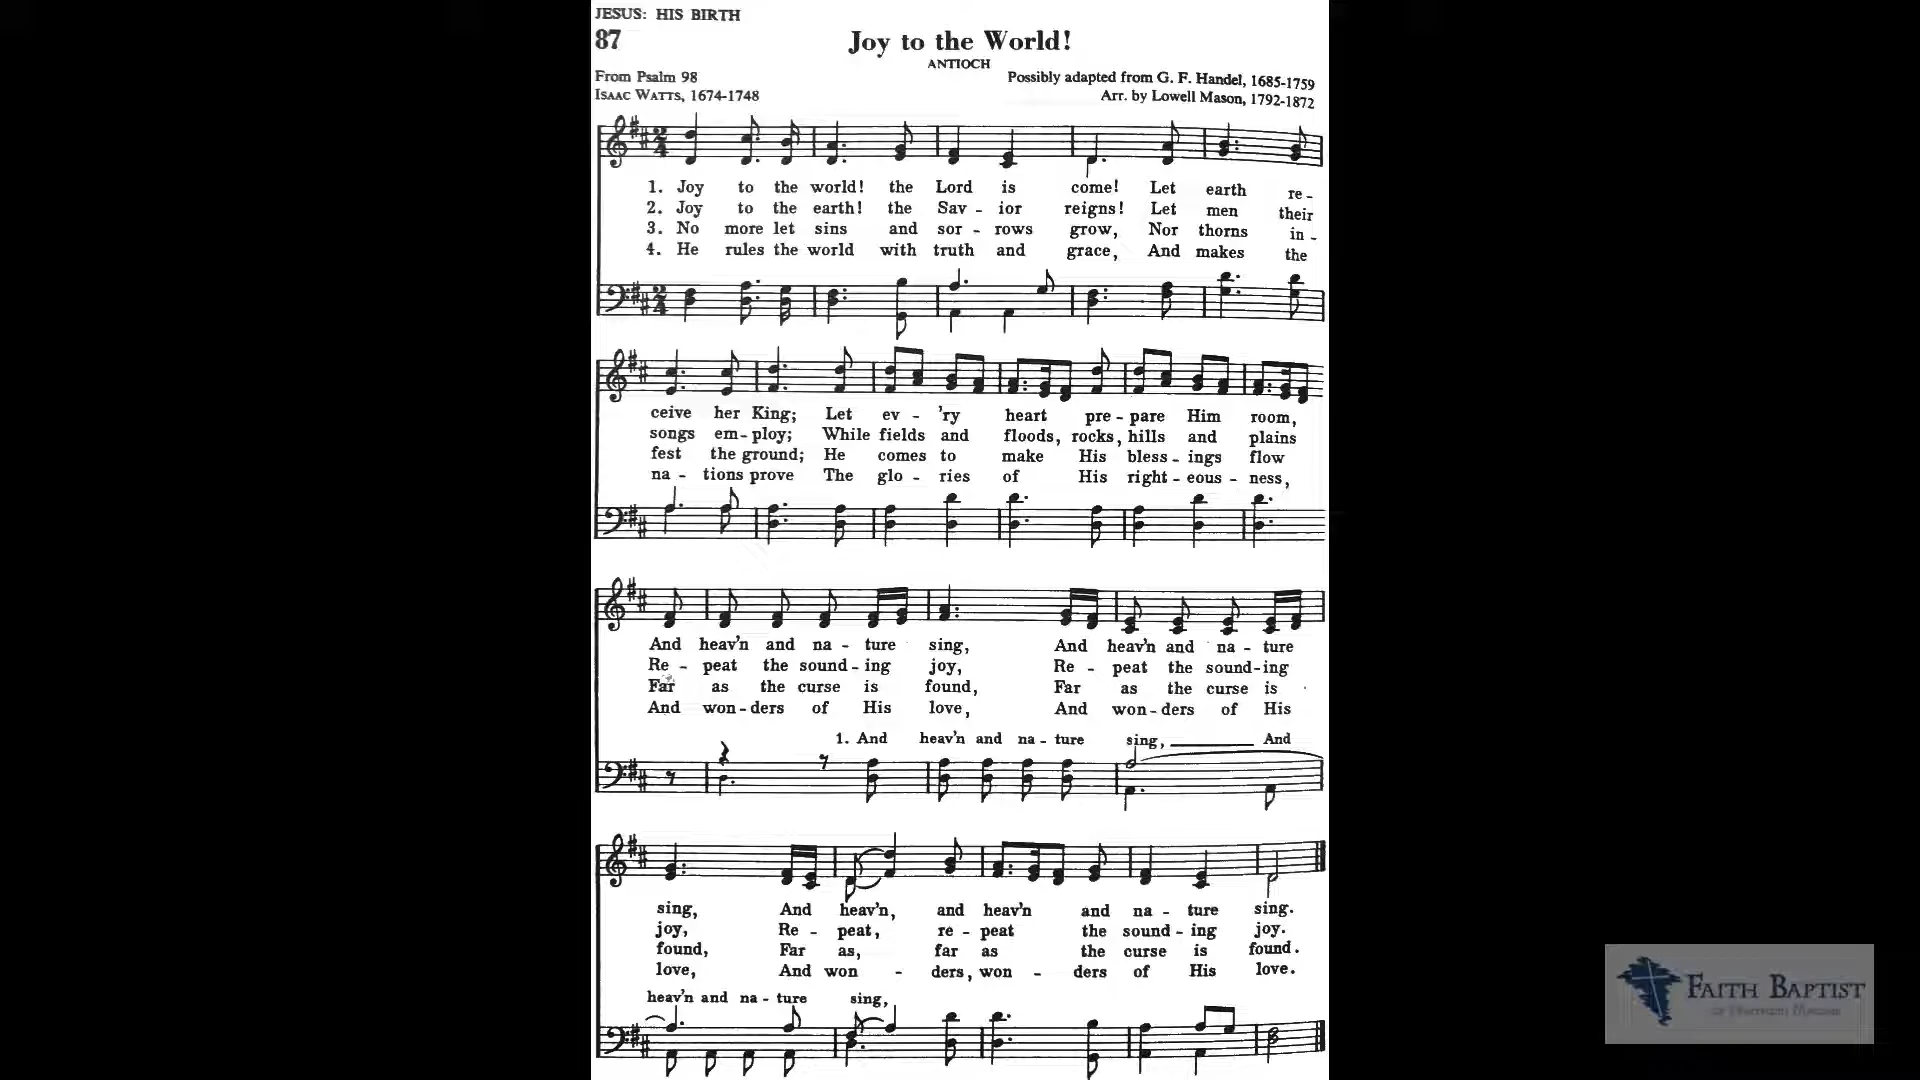 JESUS: HIS BIRTH
87
Joy to the World!
ANTIOCH
From Psalm 98
ISAAC WATTS, 1674-1748
Possibly adapted from G. F. Handel, 1685-1759
Arr. by Lowell Mason, 1792-1872
1. Joy to the world! the Lord is come! Let earth re-
2. Joy to the earth! the Sav - ior reigns! Let men their
3. No more let sins and sor - rows grow, Nor thorns in -
4. He rules the world with truth and grace, And makes the
ceive her King; Let ev - 'ry heart pre - pare Him room,
songs em - ploy; While fields and floods, rocks, hills and plains
fest the ground; He comes to make His bless - ings flow
na - tions prove The glo - ries of His right - eous - ness,
And heav'n and na - ture sing, And heav'n and na - ture
Re - peat the sound - ing joy, Re - peat the sound-ing
Far as the curse is found, Far as the curse is
And won - ders of His love, And won - ders of His
1. And heav'n and na - ture sing, And
sing, And heav'n, and heav'n and na - ture sing.
joy, Re - peat, re - peat the sound - ing joy.
found, Far as, far as the curse is found.
love, And won - ders, won - ders of His love.
heav'n and na - ture sing,
FAITH BAPTIST